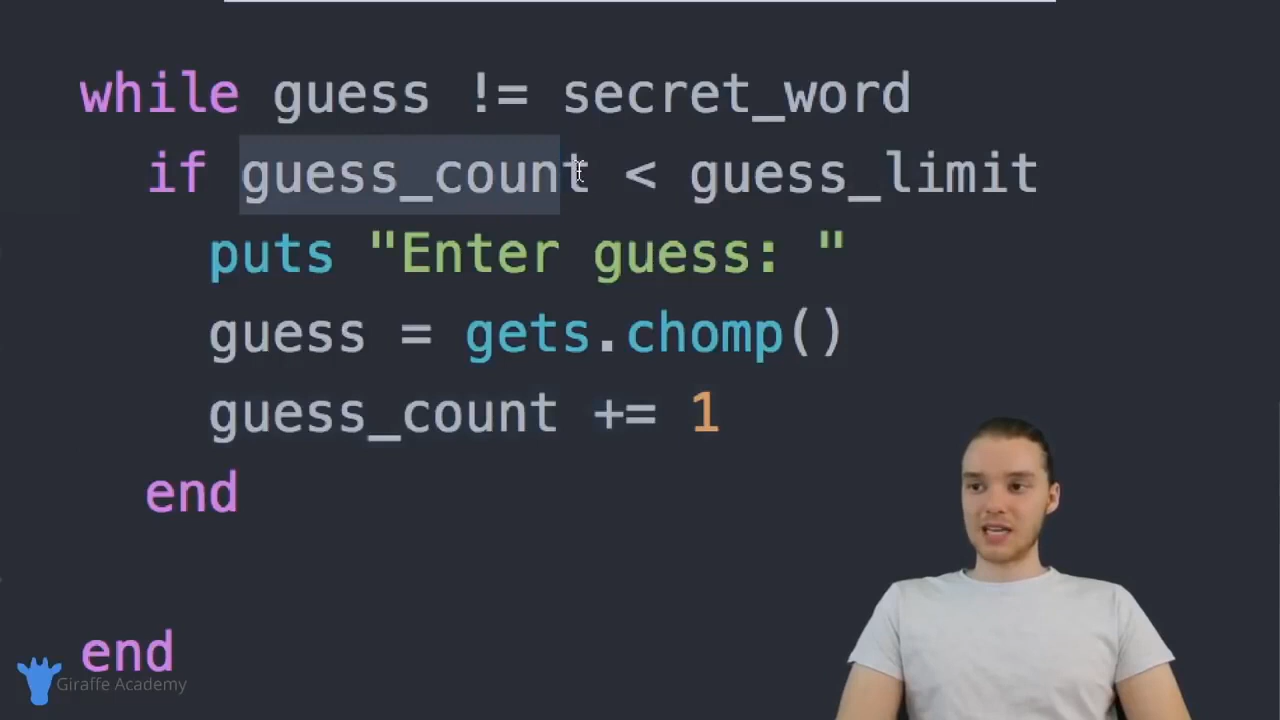 while guess != secret_word
if guess_count < guess_limit
puts "Enter guess: "
guess = gets.chomp()
guess_count += 1
end
end
Giraffe Academy